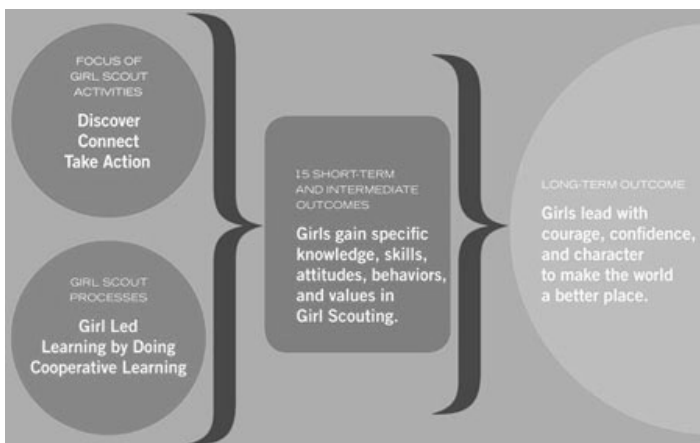 FOCUS OF
GIRL SCOUT
ACTIVITIES
Discover
Connect
Take Action
GIRL SCOUT
PROCESSES
Girl Led
Learning by Doing
Cooperative Learning
15 SHORT-TERM
AND INTERMEDIATE
OUTCOMES
Girls gain specific
knowledge, skills,
attitudes, behaviors,
and values in
Girl Scouting.
LONG-TERM OUTCOME
Girls lead with
courage, confidence,
and character
to make the world
a better place.